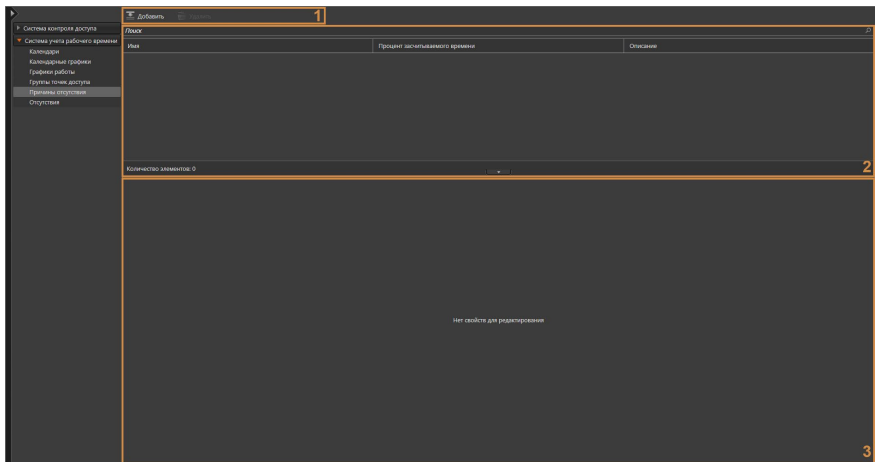 Добавить Удалить 1
Система контроля доступа
Система учета рабочего времени
Календари
Календарные графики
Графики работы
Группы точек доступа
Причины отсутствия
Отсутствия
Поиск
Имя Процент засчитываемого времени Описание
Количество элементов: 0 2
Нет свойств для редактирования
3